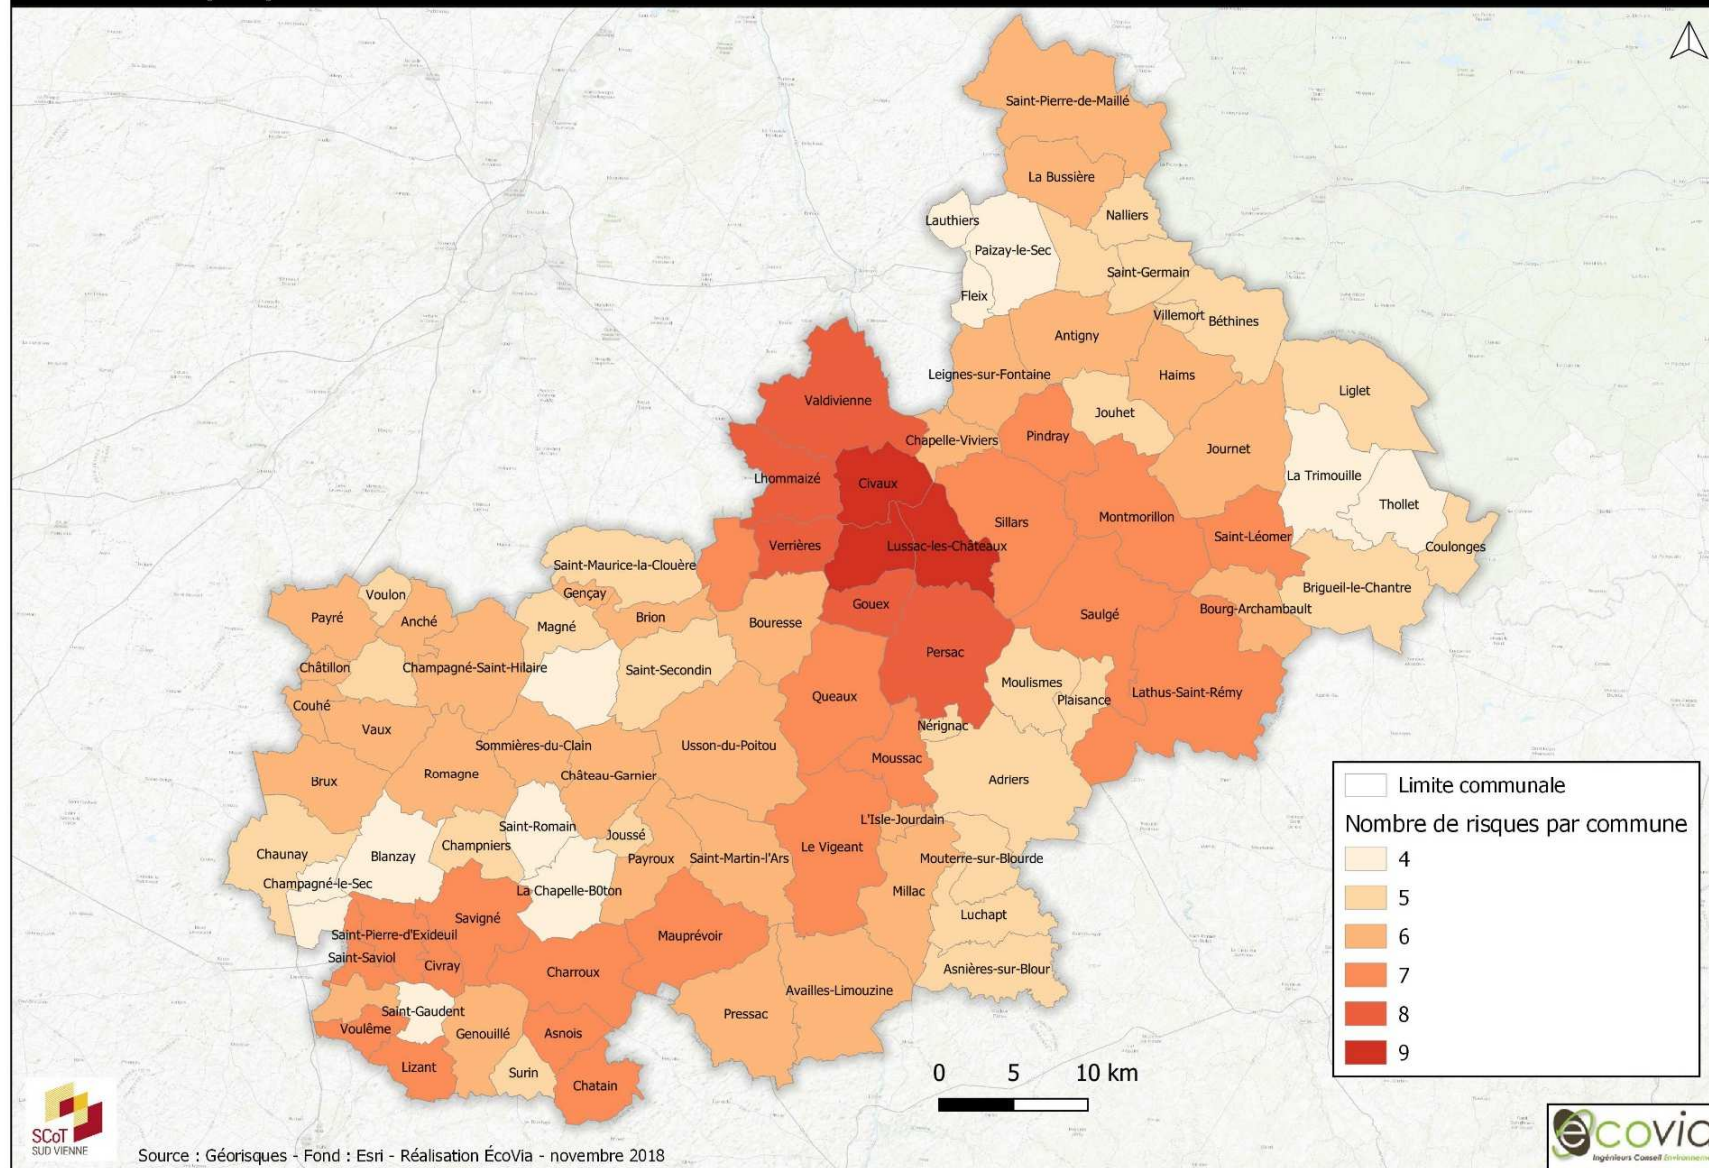 Saint-Pierre-de-Maillé
La Bussière
Nalliers
Lauthiers
Paizay-le-Sec
Saint-Germain
Fleix
Villemort
Béthines
Antigny
Leignes-sur-Fontaine
Haims
Liglet
Valdivienne
Jouhet
Chapelle-Viviers
Pindray
Journet
La Trimouille
Lhommaizé
Civaux
Thollet
Sillars
Montmorillon
Saint-Léomer
Verrières
Lussac-les-Châteaux
Coulonges
Saint-Maurice-la-Clouère
Brigueil-le-Chantre
Gençay
Voulon
Gouex
Bourg-Archambault
Payré
Anché
Magné
Brion
Bouresse
Saulgé
Persac
Châtillon
Champagné-Saint-Hilaire
Saint-Secondin
Moulismes
Queaux
Plaisance
Lathus-Saint-Rémy
Couhé
Vaux
Nérignac
Sommières-du-Clain
Usson-du-Poitou
Moussac
Brux
Romagne
Château-Garnier
Adriers
L'Isle-Jourdain
Saint-Romain
Joussé
Chaunay
Blanzay
Champniers
Payroux
Saint-Martin-l'Ars
Le Vigeant
Mouterre-sur-Blourde
Champagné-le-Sec
La Chapelle-B0ton
Millac
Savigné
Luchapt
Saint-Pierre-d'Exideuil
Mauprévoir
Saint-Saviol
Civray
Charroux
Asnières-sur-Blour
Availles-Limouzine
Saint-Gaudent
Pressac
Voulême
Genouillé
Asnois
Lizant
Surin
Chatain
Limite communale
Nombre de risques par commune
4
5
6
7
8
9
0 5 10 km
SCoT
SUD VIENNE
Source : Géorisques - Fond : Esri - Réalisation ÉcoVia - novembre 2018
écovia
Ingénieurs Conseil